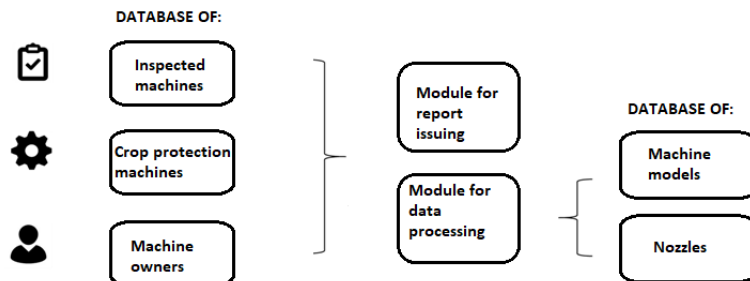 DATABASE OF:
Inspected
machines
Crop protection
machines
Machine
owners
Module for
report
issuing
Module for
data
processing
DATABASE OF:
Machine
models
Nozzles